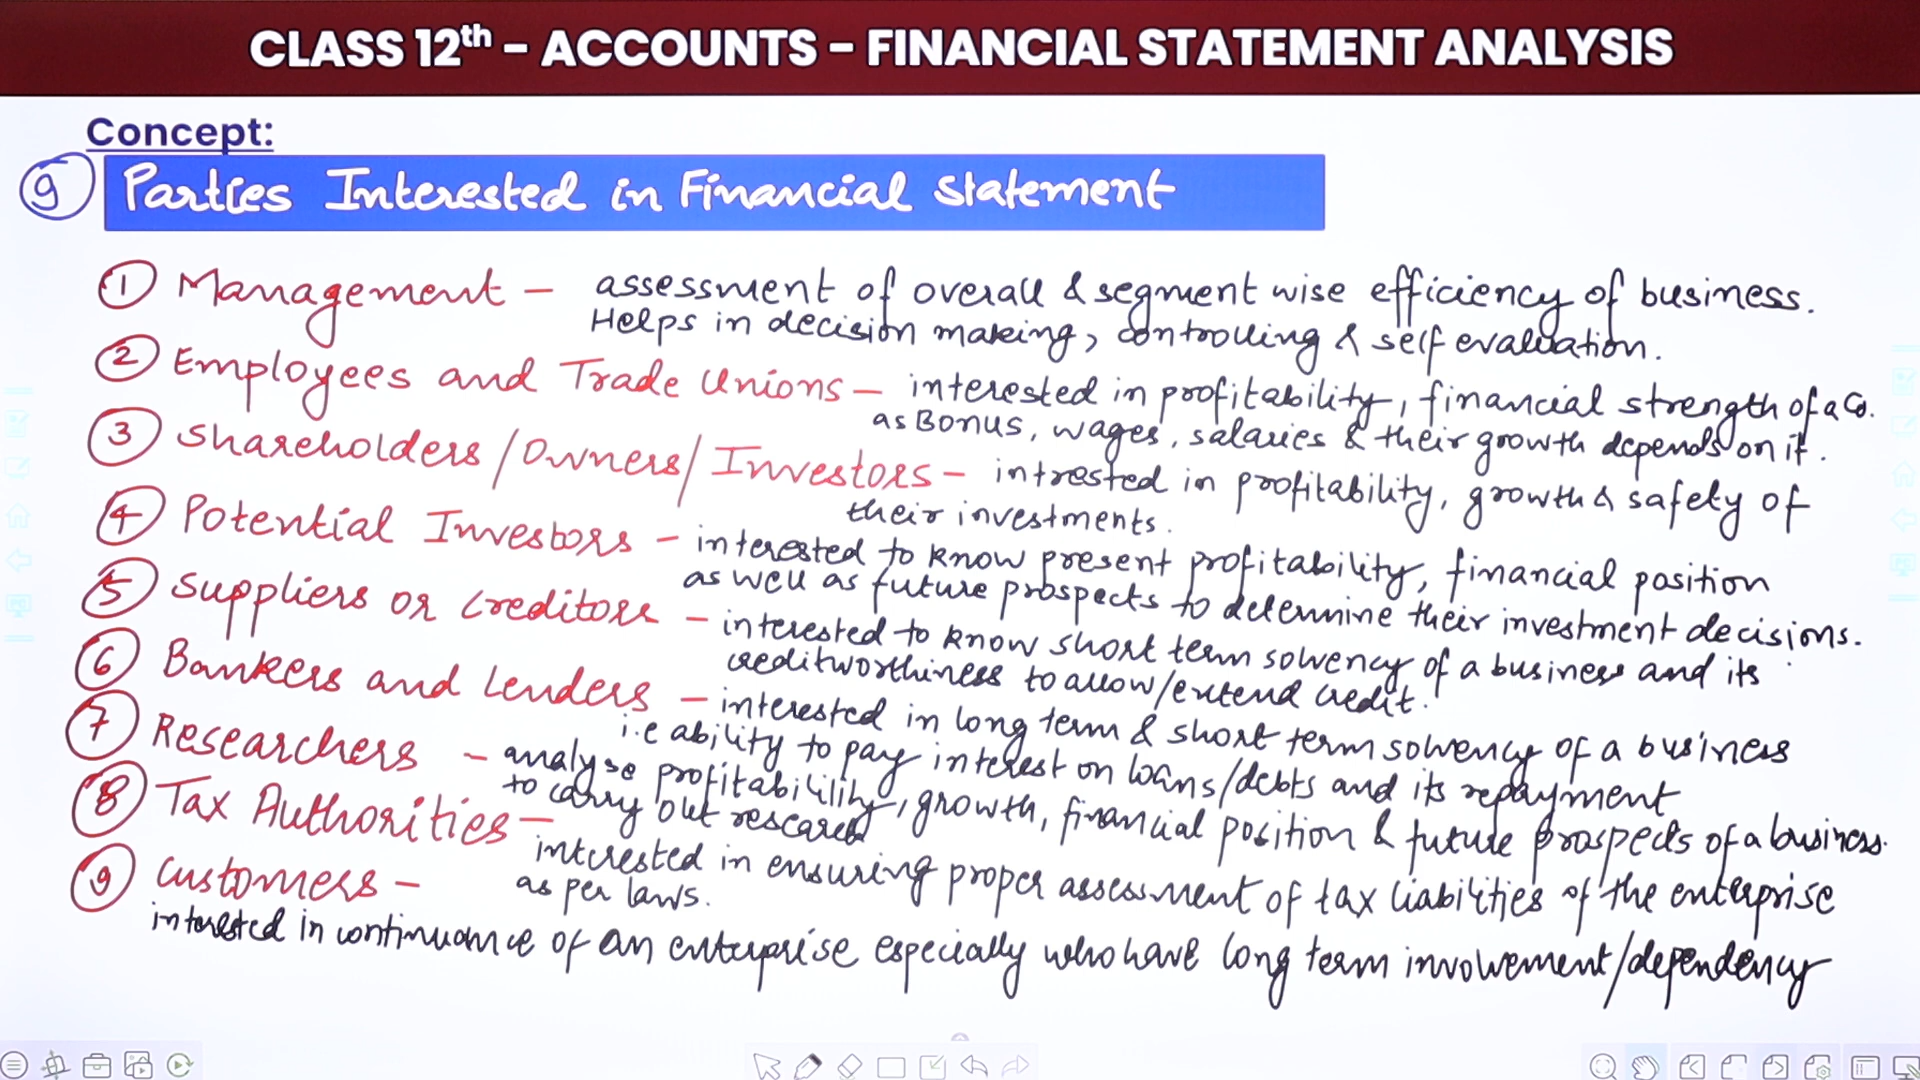 CLASS 12th – ACCOUNTS – FINANCIAL STATEMENT ANALYSIS
Concept:
9 Parties Interested in Financial Statement
1 Management – assessment of overall & segment wise efficiency of business.
Helps in decision making, controlling & self evaluation.
2 Employees and Trade Unions – interested in profitability, financial strength of a Co.
as Bonus, wages, salaries & their growth depends on it.
3 Shareholders/Owners/Investors – intrested in profitability, growth & safety of
their investments.
4 Potential Investors – interested to know present profitability, financial position
as well as future prospects to determine their investment decisions.
5 Suppliers or Creditors – interested to know short term solvency of a business and its
creditworthiness to allow/extend credit.
6 Bankers and Lenders – interested in long term & short term solvency of a business
i.e ability to pay interest on loans/debts and its repayment
7 Researchers – analyse profitability, growth, financial position & future prospects of a business.
to carry out research
8 Tax Authorities – interested in ensuring proper assessment of tax liabilities of the enterprise
as per laws.
9 Customers –
interested in continuance of an enterprise especially who have long term involvement/dependency